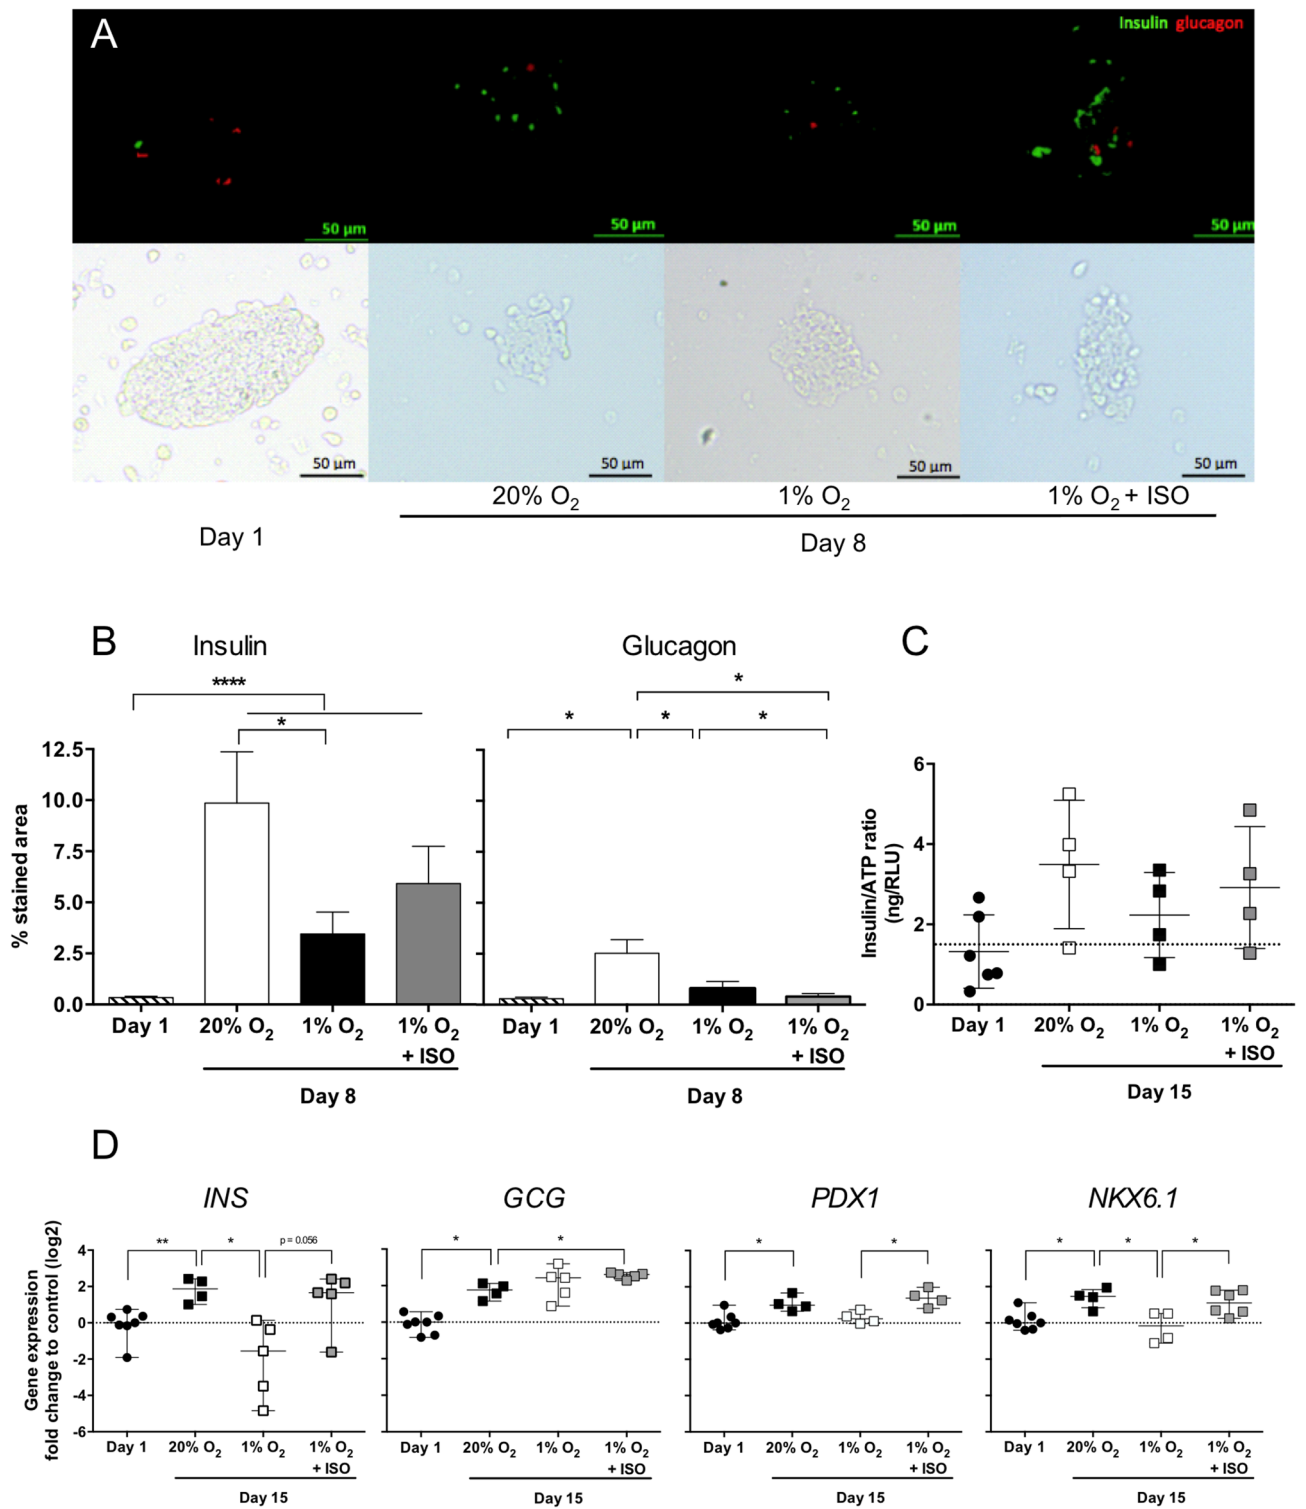 A
Insulin glucagon
50 µm 50 µm 50 µm 50 µm
50 µm 50 µm 50 µm 50 µm
20% O2 1% O2 1% O2 + ISO
Day 1
Day 8
B
Insulin
Glucagon
****
*
*
*
*
*
% stained area
12.5
10.0
7.5
5.0
2.5
0.0
Day 1 20% O2 1% O2 1% O2 + ISO
Day 8
Day 1 20% O2 1% O2 1% O2 + ISO
Day 8
C
Insulin/ATP ratio
(ng/RLU)
6
4
2
0
Day 1 20% O2 1% O2 1% O2 + ISO
Day 15
D
Gene expression
fold change to control (log2)
4
2
0
-2
-4
-6
INS
** * p = 0.056
Day 1 20% O2 1% O2 1% O2 + ISO
Day 15
GCG
* *
Day 1 20% O2 1% O2 1% O2 + ISO
Day 15
PDX1
* *
Day 1 20% O2 1% O2 1% O2 + ISO
Day 15
NKX6.1
* * *
Day 1 20% O2 1% O2 1% O2 + ISO
Day 15